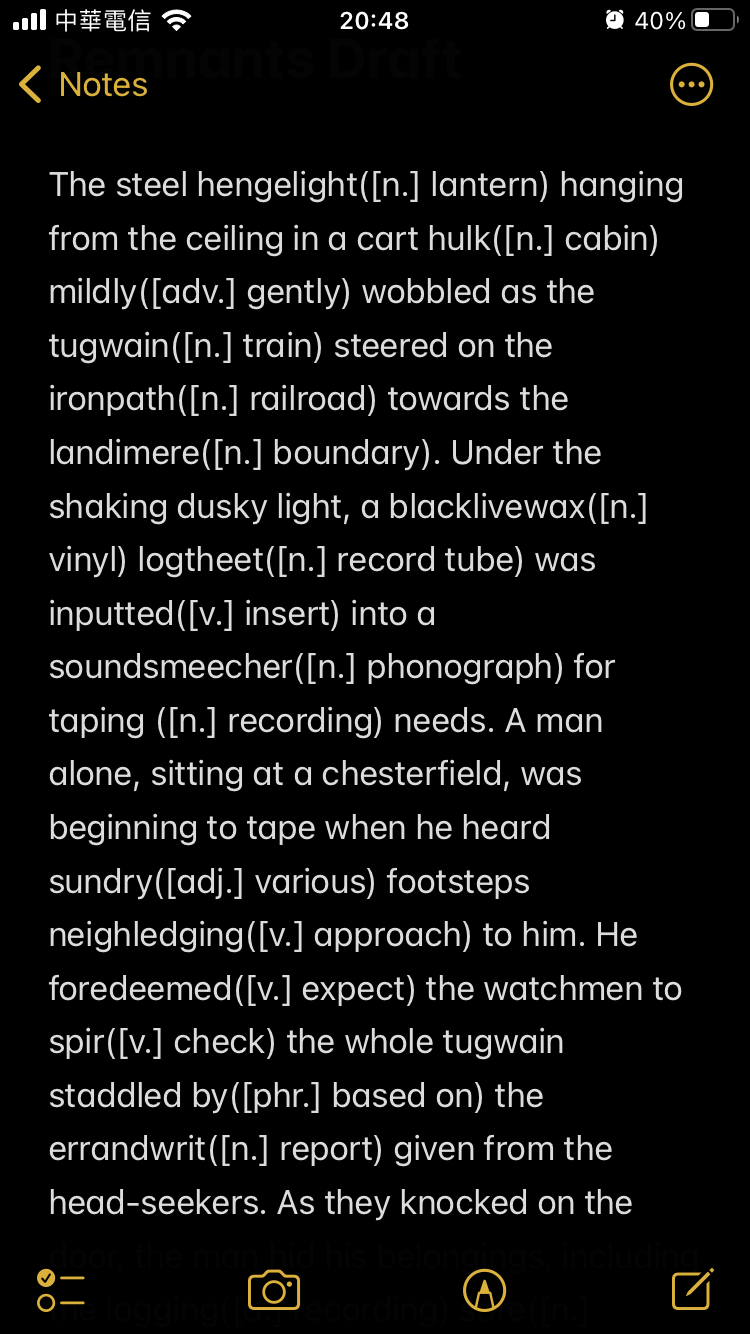 中華電信 20:48 40%
Remnants Draft
Notes
The steel hengelight([n.] lantern) hanging
from the ceiling in a cart hulk([n.] cabin)
mildly([adv.] gently) wobbled as the
tugwain([n.] train) steered on the
ironpath([n.] railroad) towards the
landimere([n.] boundary). Under the
shaking dusky light, a blacklivewax([n.]
vinyl) logtheet([n.] record tube) was
inputted([v.] insert) into a
soundsmeecher([n.] phonograph) for
taping ([n.] recording) needs. A man
alone, sitting at a chesterfield, was
beginning to tape when he heard
sundry([adj.] various) footsteps
neighledging([v.] approach) to him. He
foredeemed([v.] expect) the watchmen to
spir([v.] check) the whole tugwain
staddled by([phr.] based on) the
errandwrit([n.] report) given from the
head-seekers. As they knocked on the
door, the man hid his belongings, including
the logging([n.] recording)